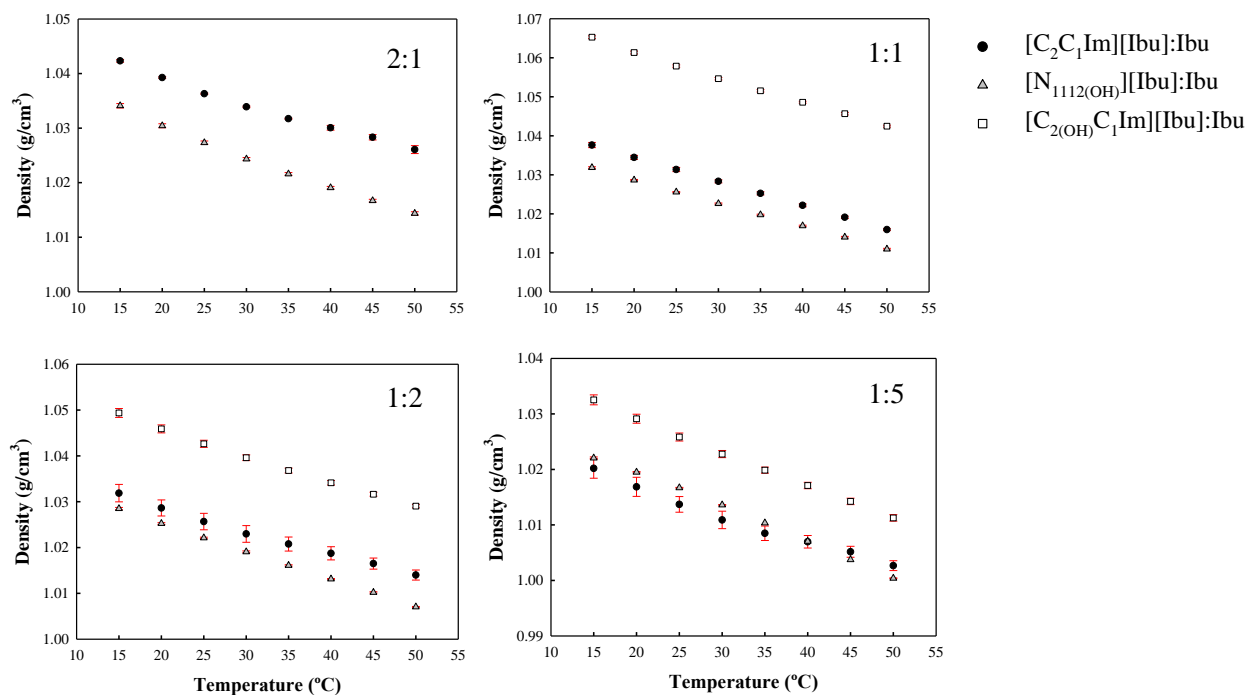 1.05
2:1
1.04
1.03
1.02
1.01
1.00
Density (g/cm³)
10 15 20 25 30 35 40 45 50 55
1.07
1:1
1.06
1.05
1.04
1.03
1.02
1.01
1.00
Density (g/cm³)
10 15 20 25 30 35 40 45 50 55
[C₂C₁Im][Ibu]:Ibu
[N₁₁₁₂₍OH₎][Ibu]:Ibu
[C₂₍OH₎C₁Im][Ibu]:Ibu
1.06
1:2
1.05
1.04
1.03
1.02
1.01
1.00
Density (g/cm³)
10 15 20 25 30 35 40 45 50 55
Temperature (ºC)
1.04
1:5
1.03
1.02
1.01
1.00
0.99
Density (g/cm³)
10 15 20 25 30 35 40 45 50 55
Temperature (ºC)